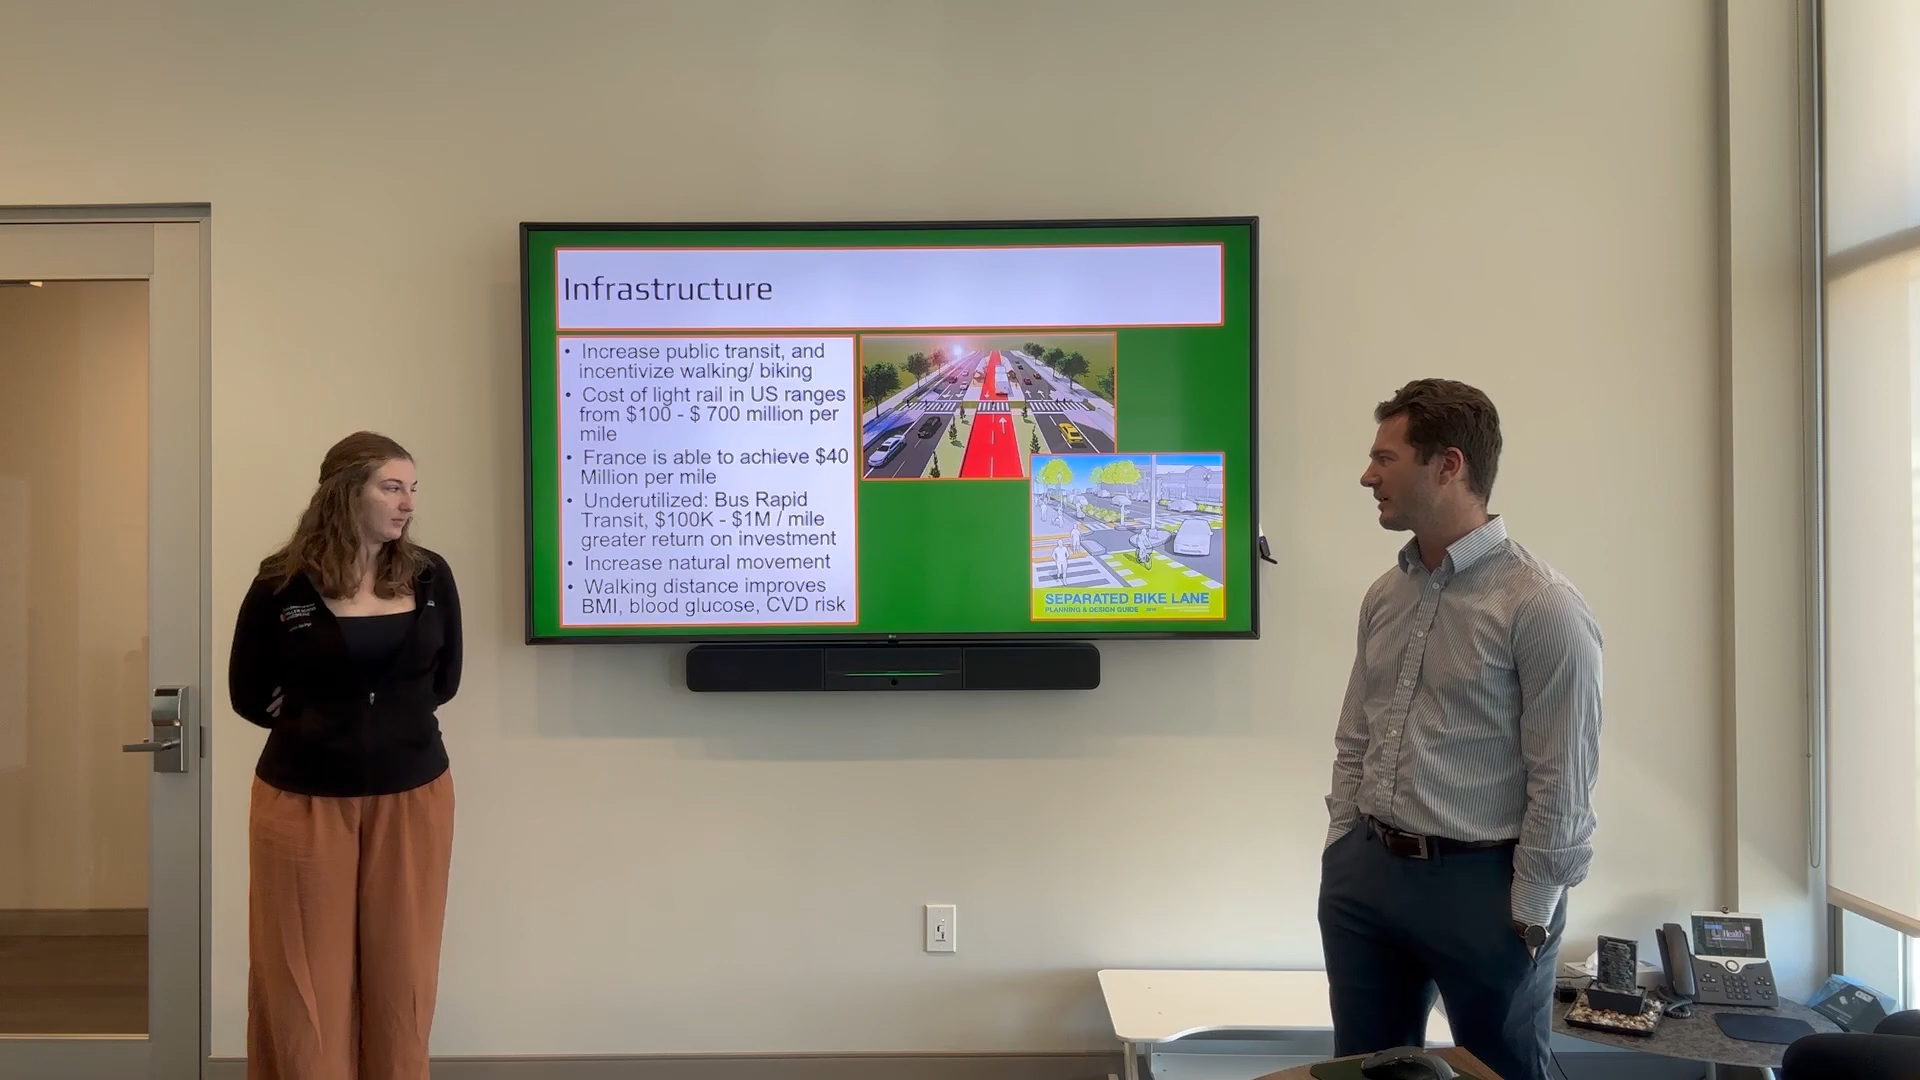 Infrastructure
• Increase public transit, and
incentivize walking/ biking
• Cost of light rail in US ranges
from $100 - $ 700 million per
mile
• France is able to achieve $40
Million per mile
• Underutilized: Bus Rapid
Transit, $100K - $1M / mile
greater return on investment
• Increase natural movement
• Walking distance improves
BMI, blood glucose, CVD risk
SEPARATED BIKE LANE
PLANNING & DESIGN GUIDE
LG
Health